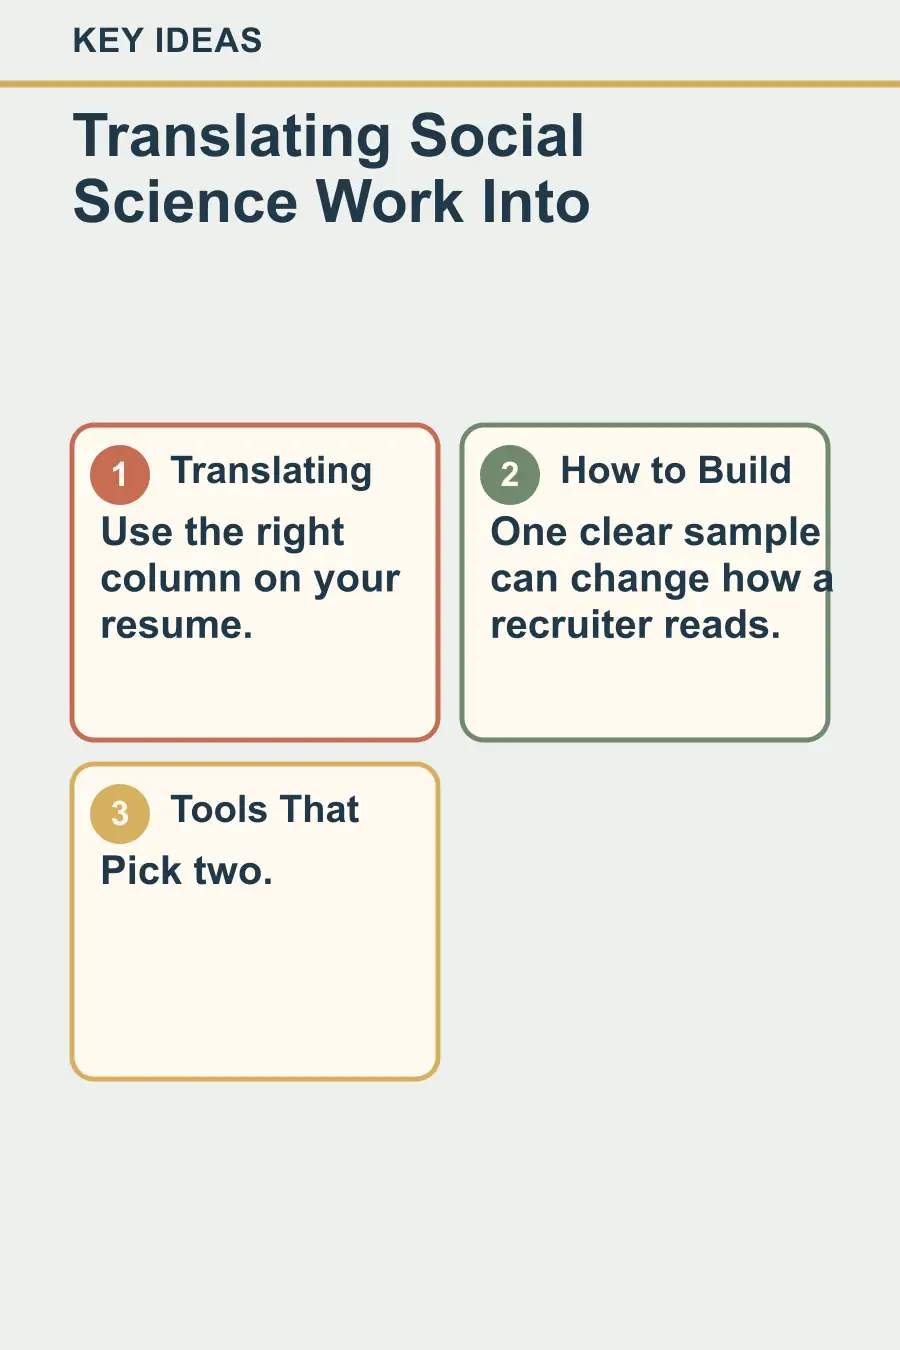 KEY IDEAS
Translating Social
Science Work Into
1 Translating
Use the right
column on your
resume.
2 How to Build
One clear sample
can change how a
recruiter reads.
3 Tools That
Pick two.